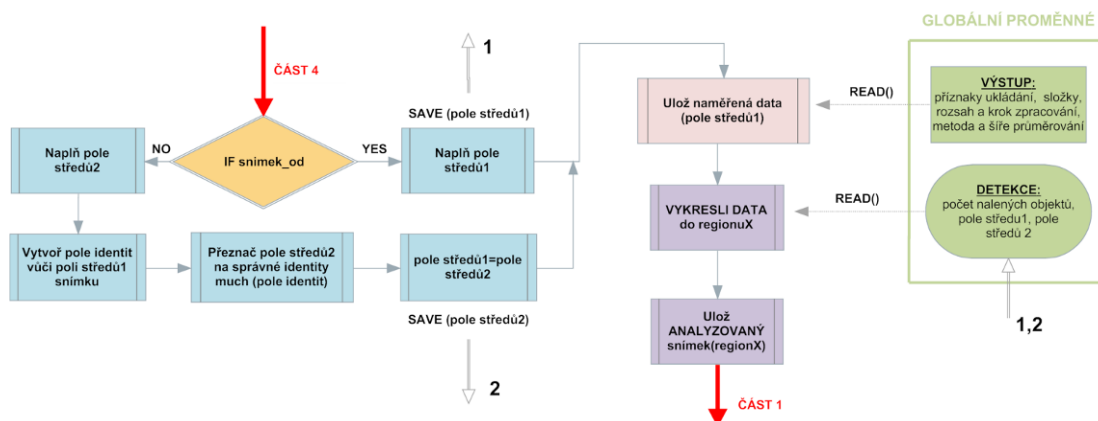 GLOBÁLNÍ PROMĚNNÉ
1
ČÁST 4
SAVE (pole středů1)
NO
IF snimek_od
YES
Naplň pole
středů2
Naplň pole
středů1
Vytvoř pole identit
vůči poli středů1
snímku
Přeznač pole středů2
na správné identity
much (pole identit)
pole středů1=pole
středů2
SAVE (pole středů2)
2
Ulož naměřená data
(pole středů1)
READ()
VÝSTUP:
příznaky ukládání, složky,
rozsah a krok zpracování,
metoda a šíře průměrování
VYKRESLI DATA
do regionuX
READ()
DETEKCE:
počet nalených objektů,
pole středu1, pole
středů 2
1,2
Ulož
ANALYZOVANÝ
snímek(regionX)
ČÁST 1